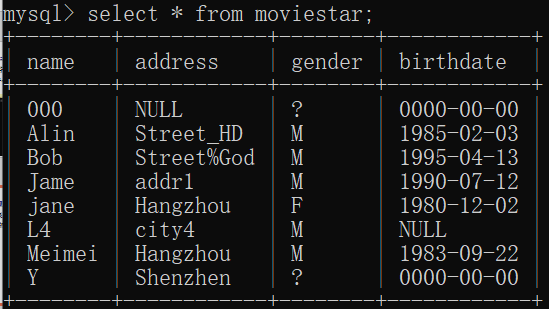 mysql> select * from moviestar;
+--------+------------+--------+------------+
| name | address | gender | birthdate |
+--------+------------+--------+------------+
| 000 | NULL | ? | 0000-00-00 |
| Alin | Street_HD | M | 1985-02-03 |
| Bob | Street%God | M | 1995-04-13 |
| Jame | addr1 | M | 1990-07-12 |
| jane | Hangzhou | F | 1980-12-02 |
| L4 | city4 | M | NULL |
| Meimei | Hangzhou | M | 1983-09-22 |
| Y | Shenzhen | ? | 0000-00-00 |
+--------+------------+--------+------------+